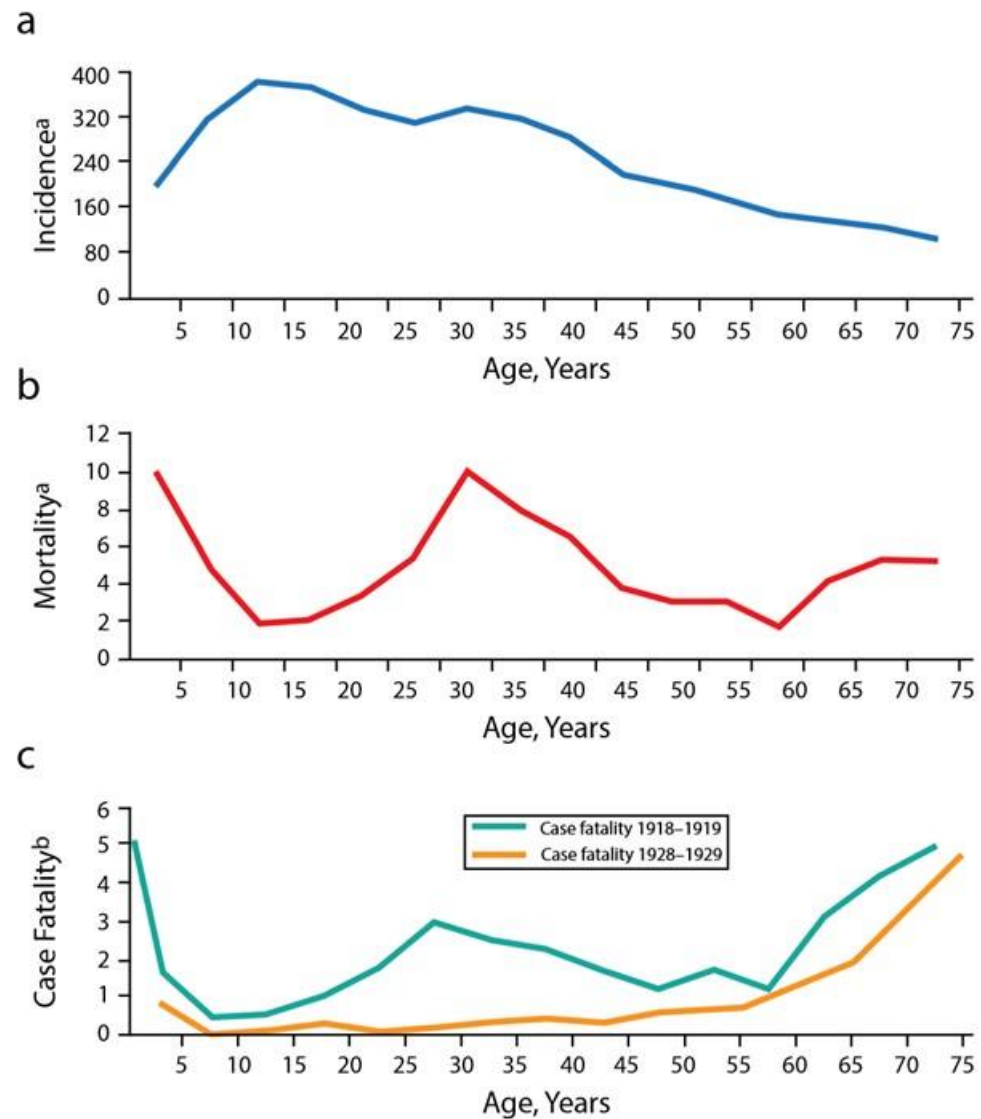 a
400
320
240
160
80
0
Incidenceᵃ
5 10 15 20 25 30 35 40 45 50 55 60 65 70 75
Age, Years
b
12
10
8
6
4
2
0
Mortalityᵃ
5 10 15 20 25 30 35 40 45 50 55 60 65 70 75
Age, Years
c
6
5
4
3
2
1
0
Case Fatalityᵇ
Case fatality 1918–1919
Case fatality 1928–1929
5 10 15 20 25 30 35 40 45 50 55 60 65 70 75
Age, Years